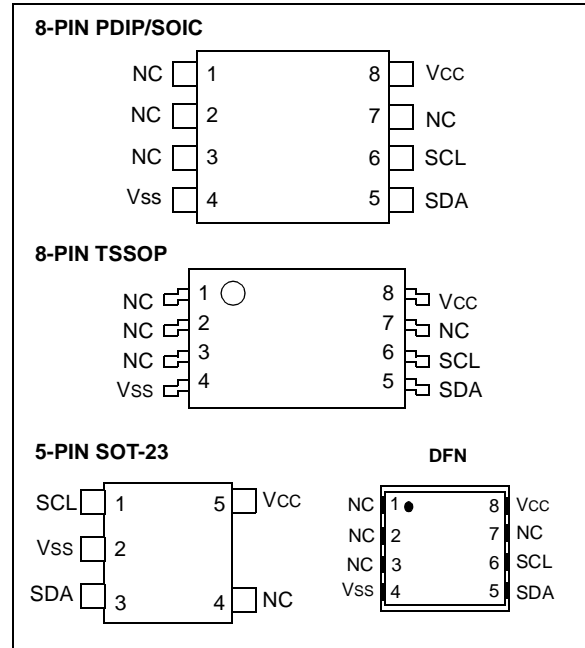 8-PIN PDIP/SOIC
NC 1 8 VCC
NC 2 7 NC
NC 3 6 SCL
VSS 4 5 SDA
8-PIN TSSOP
NC 1 8 VCC
NC 2 7 NC
NC 3 6 SCL
VSS 4 5 SDA
5-PIN SOT-23
SCL 1 5 VCC
VSS 2
SDA 3 4 NC
DFN
NC 1 8 VCC
NC 2 7 NC
NC 3 6 SCL
VSS 4 5 SDA